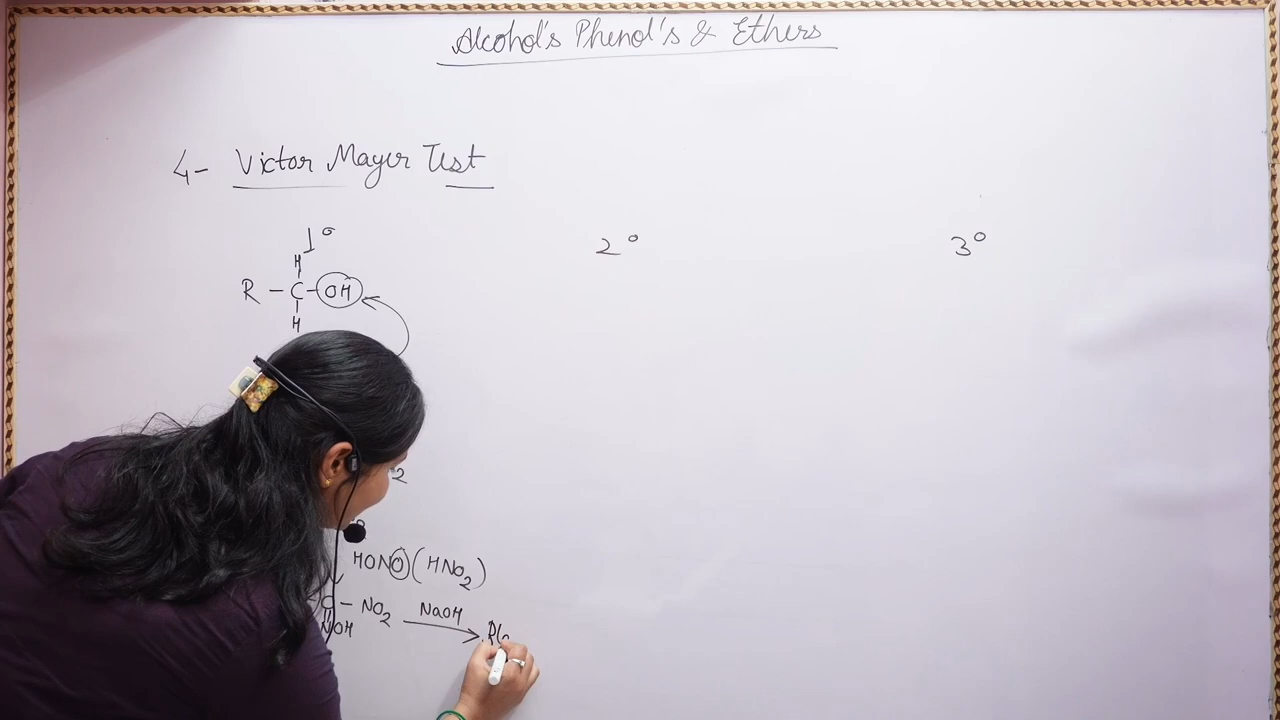 Alcohol's Phenol's & Ethers
4- Victor Mayer Test
1° 2° 3°
H
R - C - OH
H
2
HONO (HNO2)
C - NO2 NaOH
NOH